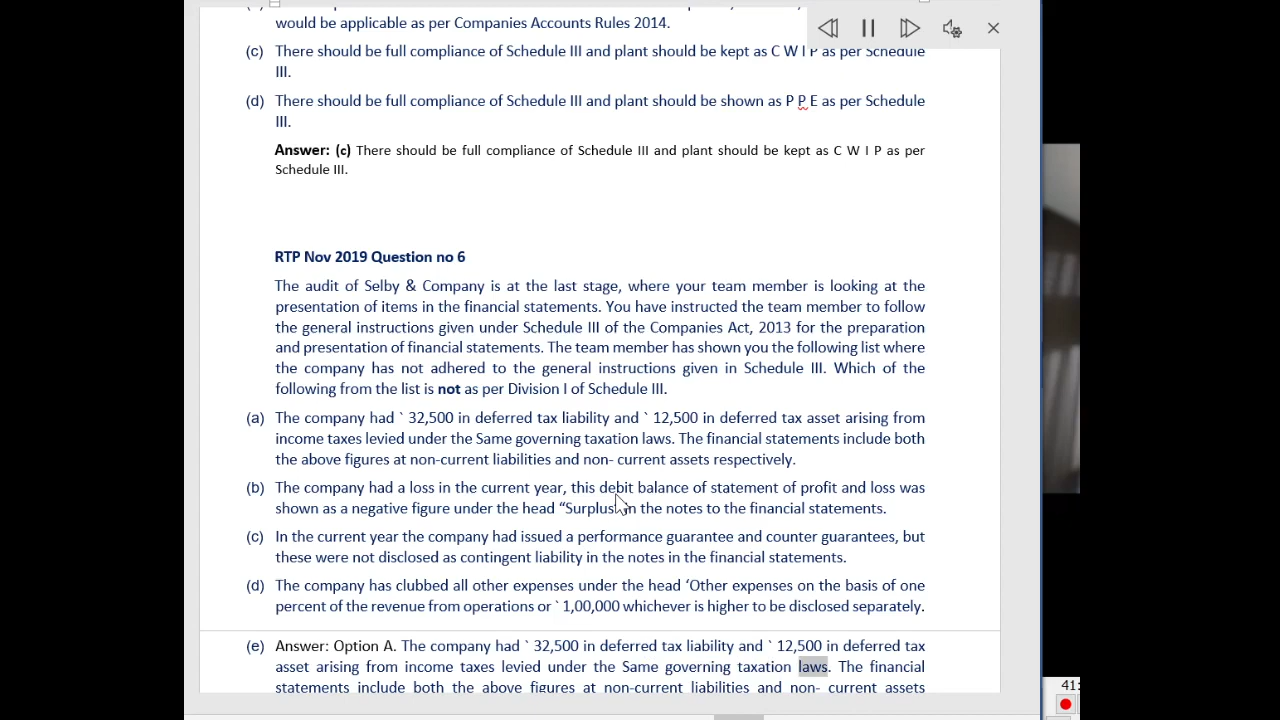 would be applicable as per Companies Accounts Rules 2014.
(c) There should be full compliance of Schedule III and plant should be kept as C W I P as per Schedule
III.
(d) There should be full compliance of Schedule III and plant should be shown as P P E as per Schedule
III.
Answer: (c) There should be full compliance of Schedule III and plant should be kept as C W I P as per
Schedule III.
RTP Nov 2019 Question no 6
The audit of Selby & Company is at the last stage, where your team member is looking at the
presentation of items in the financial statements. You have instructed the team member to follow
the general instructions given under Schedule III of the Companies Act, 2013 for the preparation
and presentation of financial statements. The team member has shown you the following list where
the company has not adhered to the general instructions given in Schedule III. Which of the
following from the list is not as per Division I of Schedule III.
(a) The company had ` 32,500 in deferred tax liability and ` 12,500 in deferred tax asset arising from
income taxes levied under the Same governing taxation laws. The financial statements include both
the above figures at non-current liabilities and non- current assets respectively.
(b) The company had a loss in the current year, this debit balance of statement of profit and loss was
shown as a negative figure under the head “Surplus in the notes to the financial statements.
(c) In the current year the company had issued a performance guarantee and counter guarantees, but
these were not disclosed as contingent liability in the notes in the financial statements.
(d) The company has clubbed all other expenses under the head ‘Other expenses on the basis of one
percent of the revenue from operations or ` 1,00,000 whichever is higher to be disclosed separately.
(e) Answer: Option A. The company had ` 32,500 in deferred tax liability and ` 12,500 in deferred tax
asset arising from income taxes levied under the Same governing taxation laws. The financial
statements include both the above figures at non-current liabilities and non- current assets
41: